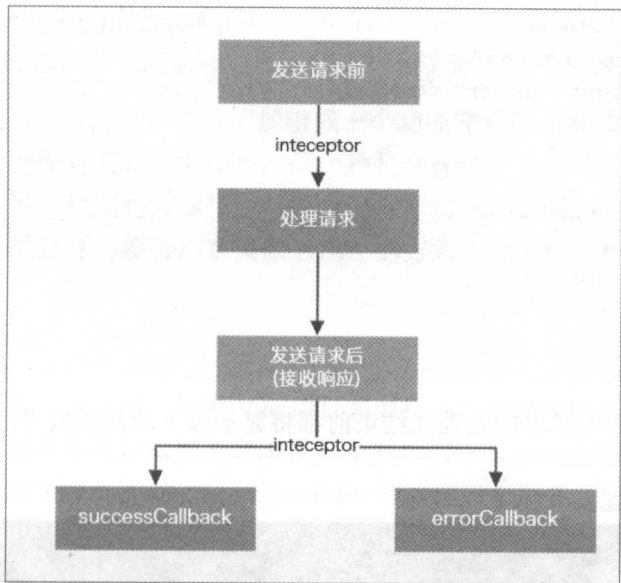 发送请求前
inteceptor
处理请求
发送请求后
(接收响应)
inteceptor
successCallback
errorCallback